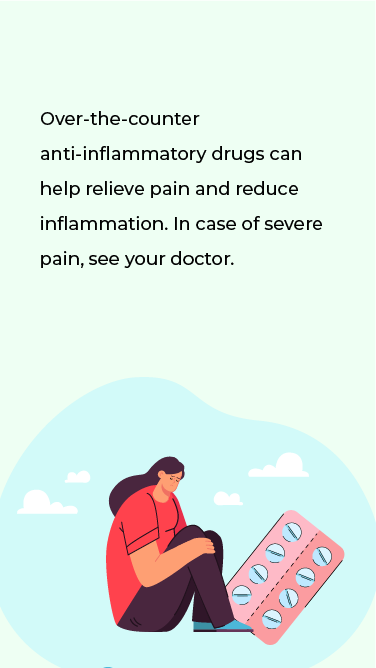 Over-the-counter
anti-inflammatory drugs can
help relieve pain and reduce
inflammation. In case of severe
pain, see your doctor.